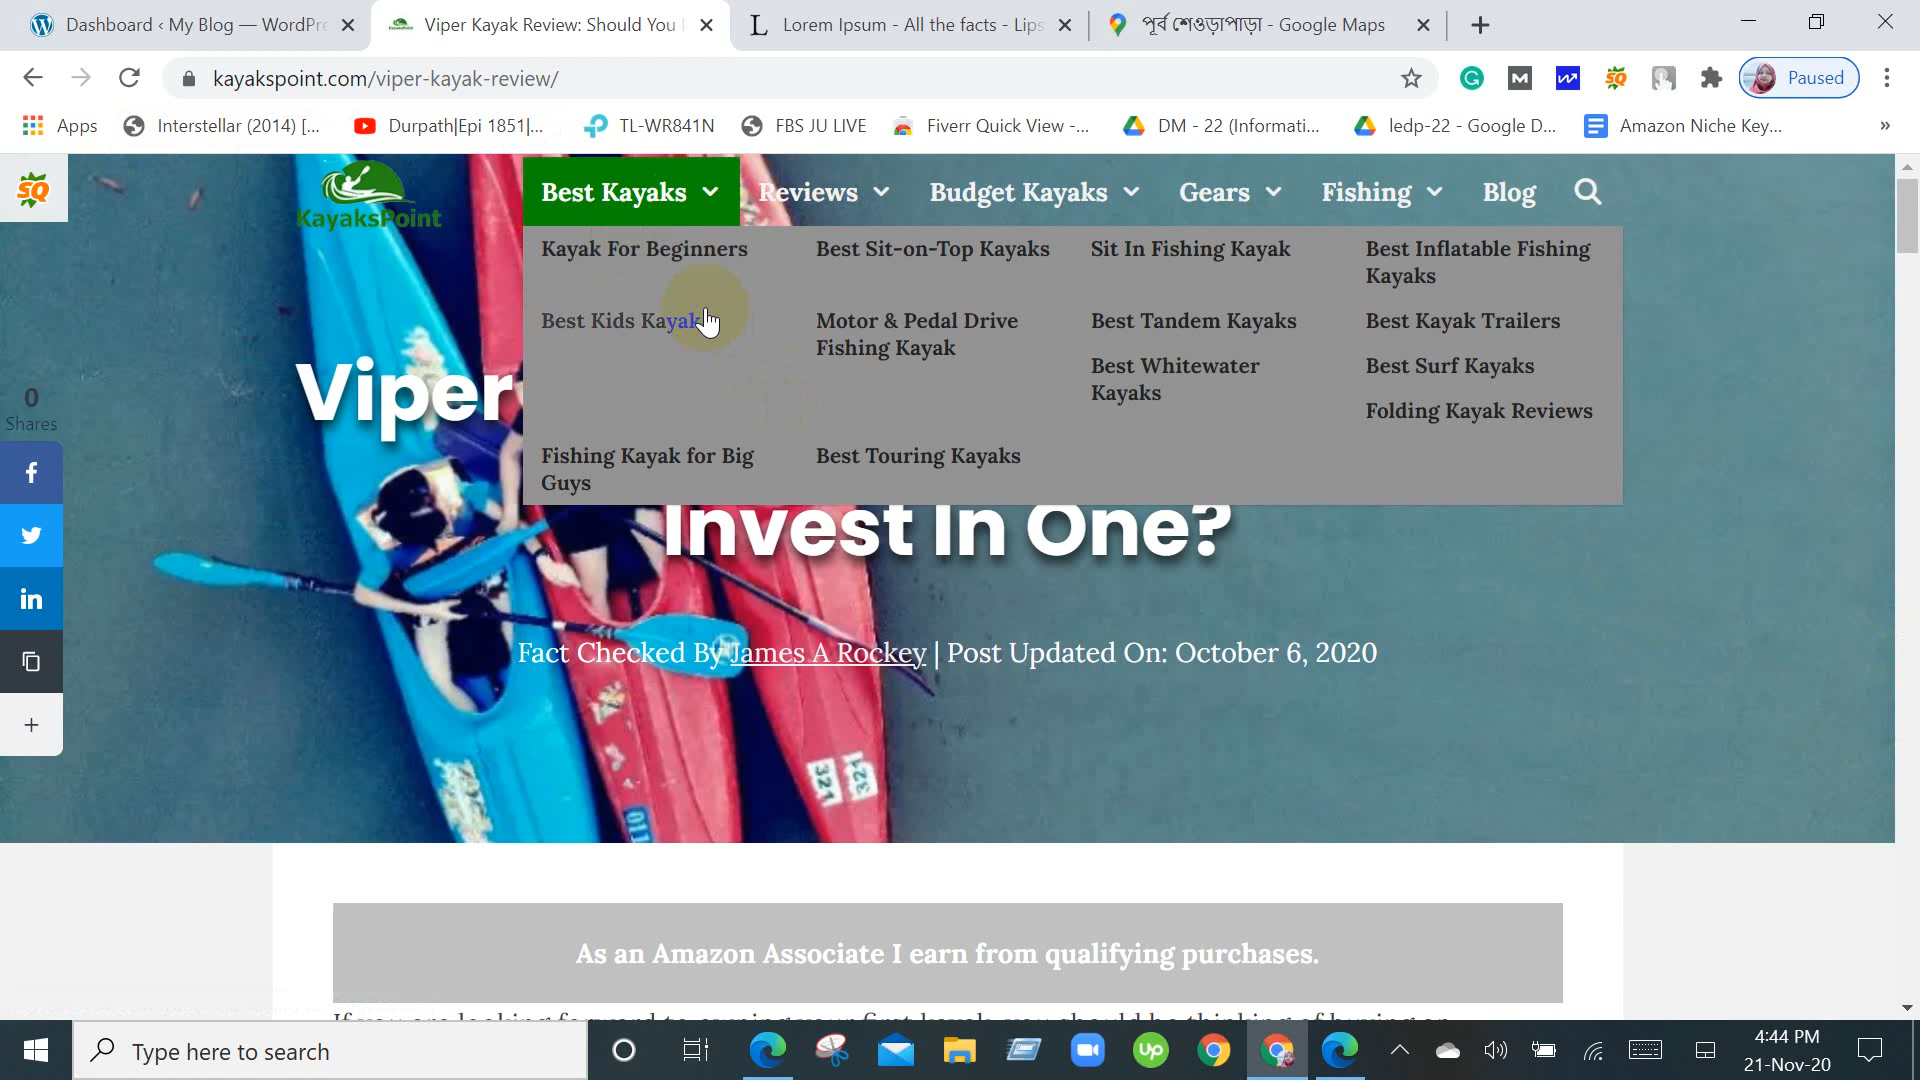 Dashboard ‹ My Blog — WordPre
Viper Kayak Review: Should You I
Lorem Ipsum - All the facts - Lips
পূর্ব শেওড়াপাড়া - Google Maps
kayakspoint.com/viper-kayak-review/
Paused
Apps
Interstellar (2014) [...
Durpath|Epi 1851|...
TL-WR841N
FBS JU LIVE
Fiverr Quick View -...
DM - 22 (Informati...
ledp-22 - Google D...
Amazon Niche Key...
»
SQ
KayaksPoint
Best Kayaks
Reviews
Budget Kayaks
Gears
Fishing
Blog
Kayak For Beginners
Best Sit-on-Top Kayaks
Sit In Fishing Kayak
Best Inflatable Fishing
Kayaks
Best Kids Kayak
Motor & Pedal Drive
Fishing Kayak
Best Tandem Kayaks
Best Kayak Trailers
Best Whitewater
Kayaks
Best Surf Kayaks
Folding Kayak Reviews
Fishing Kayak for Big
Guys
Best Touring Kayaks
Viper
Invest In One?
0
Shares
Fact Checked By James A Rockey | Post Updated On: October 6, 2020
321
321
011
As an Amazon Associate I earn from qualifying purchases.
Type here to search
4:44 PM
21-Nov-20